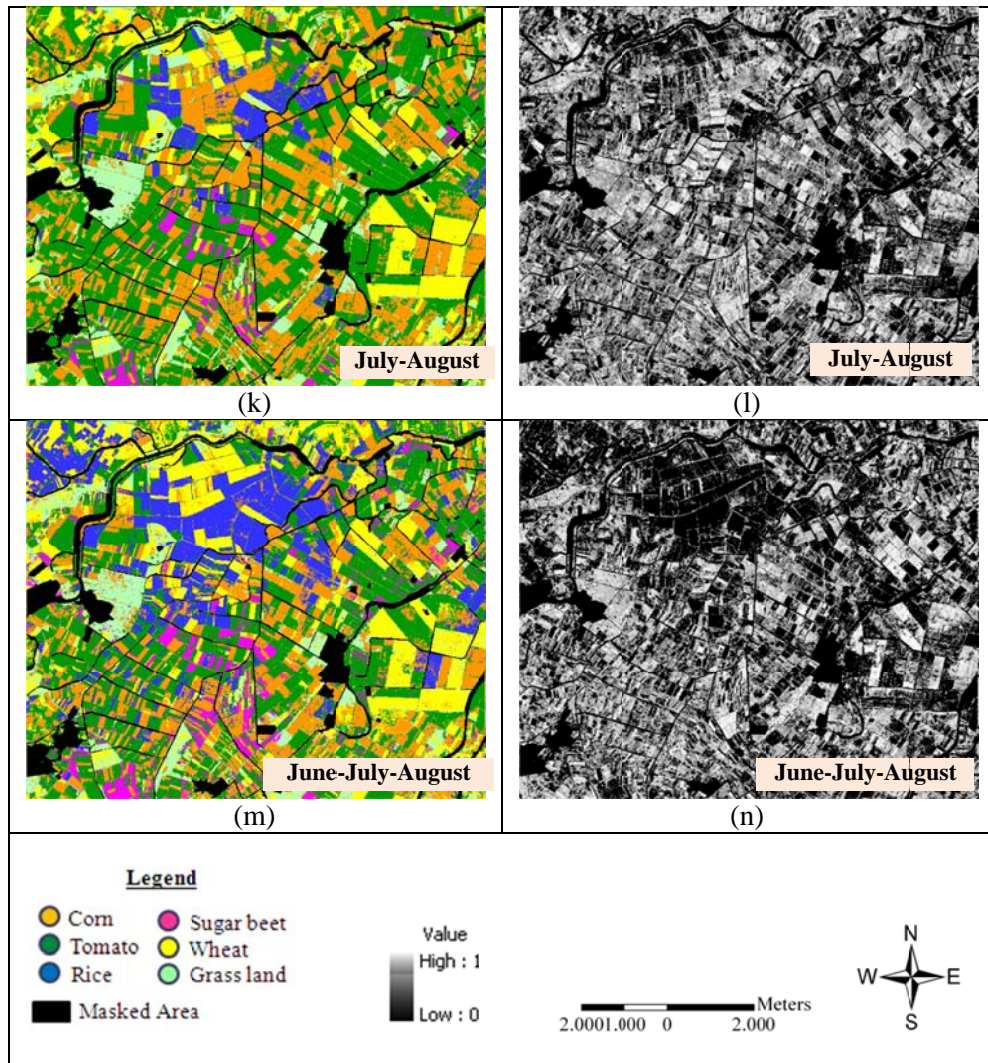 July-August
July-August
(k)
(l)
June-July-August
June-July-August
(m)
(n)
Legend
Corn
Sugar beet
Tomato
Wheat
Rice
Grass land
Masked Area
Value
High : 1
Low : 0
Meters
2.0001.000 0 2.000
N
W E
S